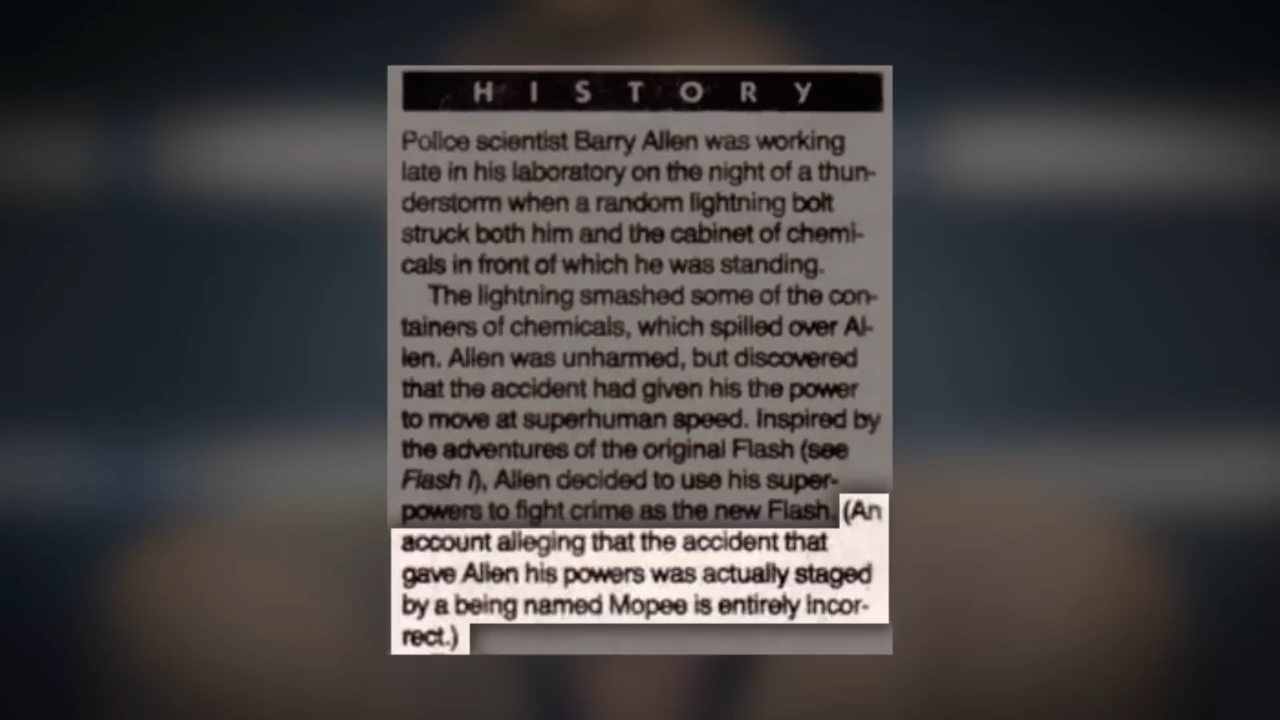 HISTORY
Police scientist Barry Allen was working
late in his laboratory on the night of a thun-
derstorm when a random lightning bolt
struck both him and the cabinet of chemi-
cals in front of which he was standing.
The lightning smashed some of the con-
tainers of chemicals, which spilled over Al-
len. Allen was unharmed, but discovered
that the accident had given his the power
to move at superhuman speed. Inspired by
the adventures of the original Flash (see
Flash I), Allen decided to use his super-
powers to fight crime as the new Flash. (An
account alleging that the accident that
gave Allen his powers was actually staged
by a being named Mopee is entirely incor-
rect.)